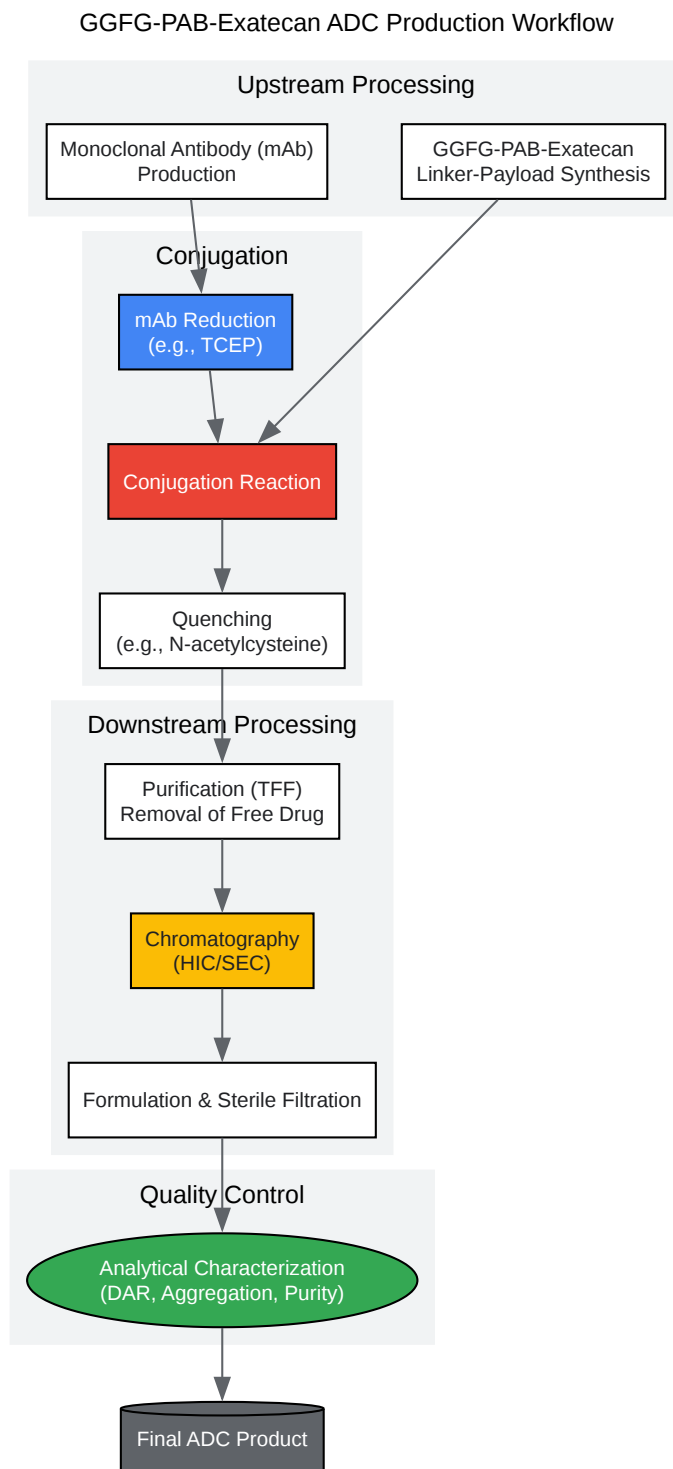 GGFG-PAB-Exatecan ADC Production Workflow
Upstream Processing
Monoclonal Antibody (mAb)
Production
GGFG-PAB-Exatecan
Linker-Payload Synthesis
Conjugation
mAb Reduction
(e.g., TCEP)
Conjugation Reaction
Quenching
(e.g., N-acetylcysteine)
Downstream Processing
Purification (TFF)
Removal of Free Drug
Chromatography
(HIC/SEC)
Formulation & Sterile Filtration
Quality Control
Analytical Characterization
(DAR, Aggregation, Purity)
Final ADC Product